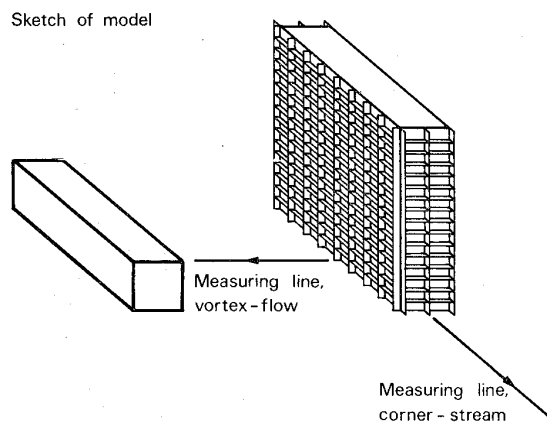 Sketch of model
Measuring line,
vortex-flow
Measuring line,
corner-stream